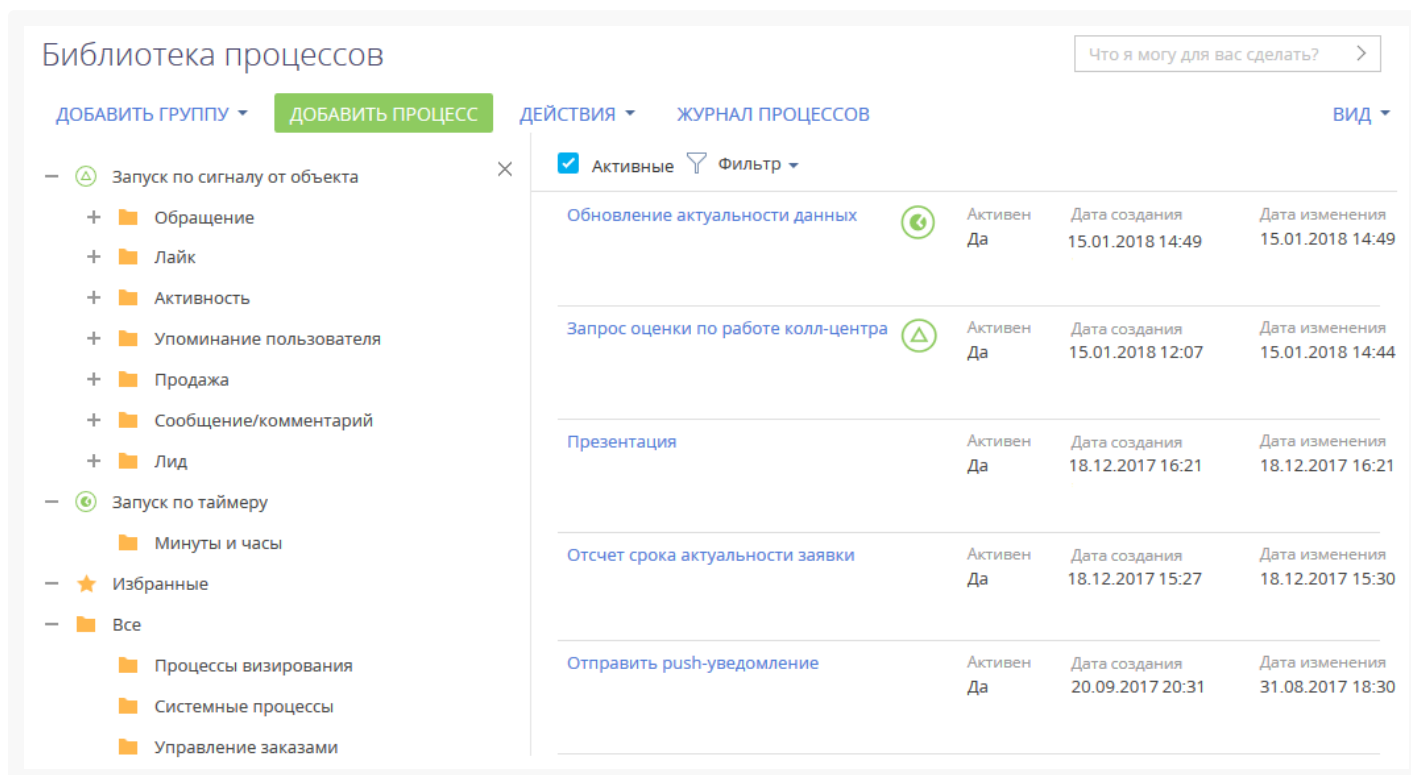 Библиотека процессов
Что я могу для вас сделать?
ДОБАВИТЬ ГРУППУ
ДОБАВИТЬ ПРОЦЕСС
ДЕЙСТВИЯ
ЖУРНАЛ ПРОЦЕССОВ
ВИД
Запуск по сигналу от объекта
Обращение
Лайк
Активность
Упоминание пользователя
Продажа
Сообщение/комментарий
Лид
Запуск по таймеру
Минуты и часы
Избранные
Все
Процессы визирования
Системные процессы
Управление заказами
Активные Фильтр
Обновление актуальности данных
Активен
Да
Дата создания
15.01.2018 14:49
Дата изменения
15.01.2018 14:49
Запрос оценки по работе колл-центра
Активен
Да
Дата создания
15.01.2018 12:07
Дата изменения
15.01.2018 14:44
Презентация
Активен
Да
Дата создания
18.12.2017 16:21
Дата изменения
18.12.2017 16:21
Отсчет срока актуальности заявки
Активен
Да
Дата создания
18.12.2017 15:27
Дата изменения
18.12.2017 15:30
Отправить push-уведомление
Активен
Да
Дата создания
20.09.2017 20:31
Дата изменения
31.08.2017 18:30